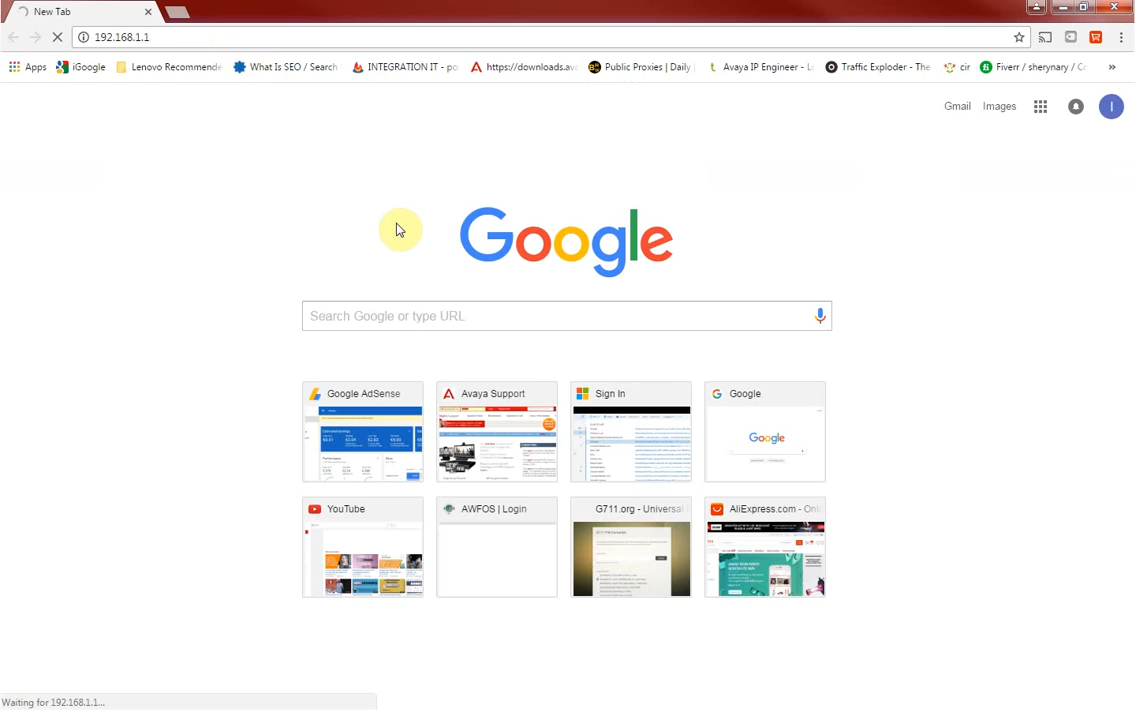 New Tab
192.168.1.1
Apps
iGoogle
Lenovo Recommende
What Is SEO / Search
INTEGRATION IT - po
https://downloads.ava
Public Proxies | Daily
Avaya IP Engineer - L
Traffic Exploder - The
cir
Fiverr / sherynary / C
»
Gmail
Images
I
Google
Search Google or type URL
Google AdSense
Avaya Support
Sign In
Google
Google
YouTube
AWFOS | Login
G711.org - Universal
AliExpress.com - Onl
Waiting for 192.168.1.1...